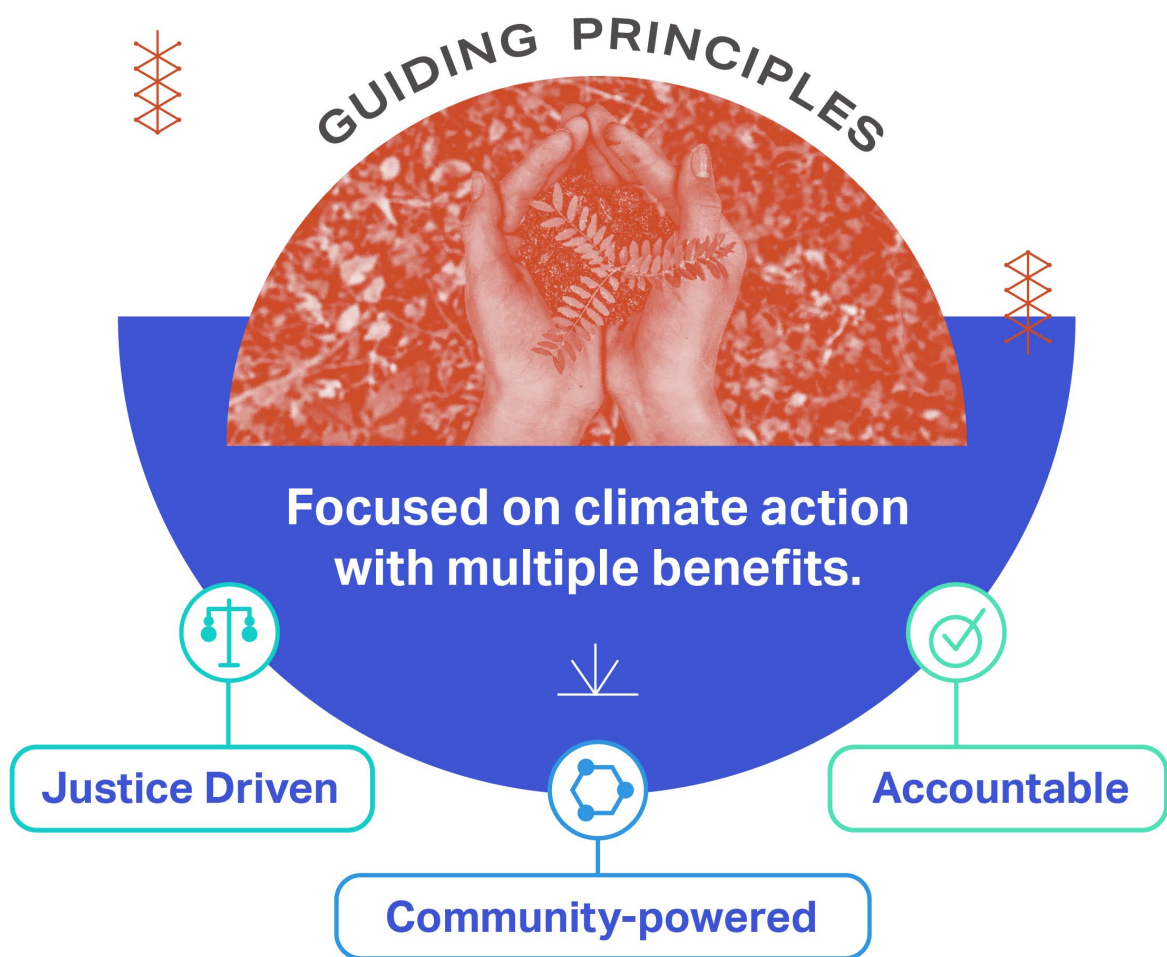 GUIDING PRINCIPLES
Focused on climate action
with multiple benefits.
Justice Driven
Community-powered
Accountable